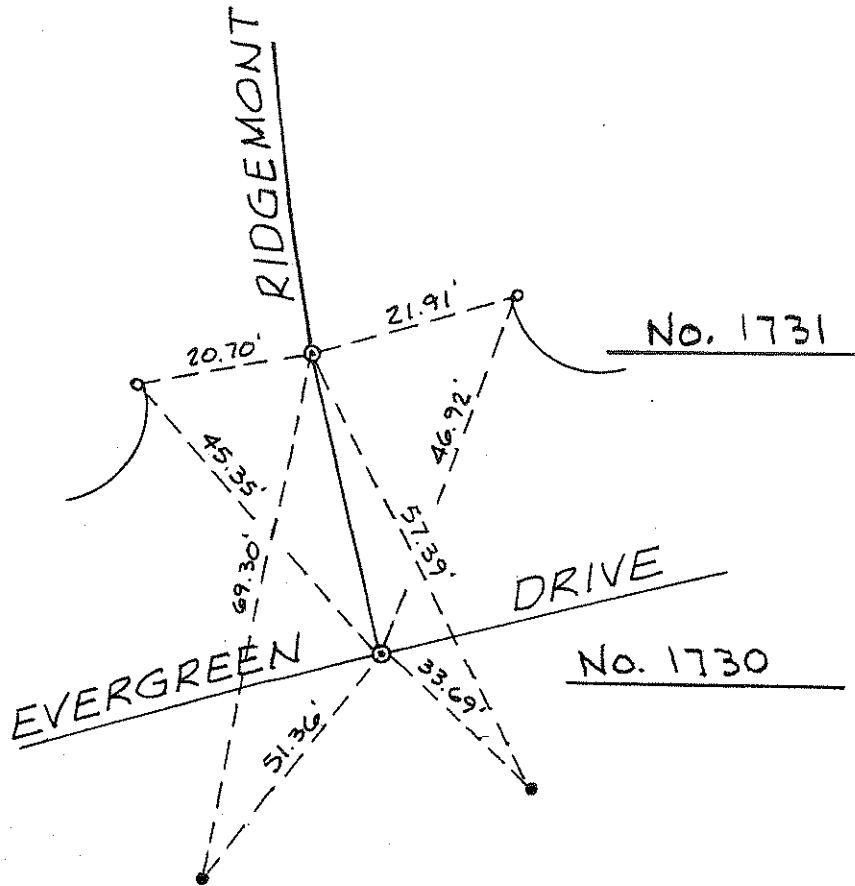 RIDGEMONT
21.91'
No. 1731
20.70'
46.92'
45.35'
57.39'
69.30'
EVERGREEN DRIVE
No. 1730
33.69'
51.36'